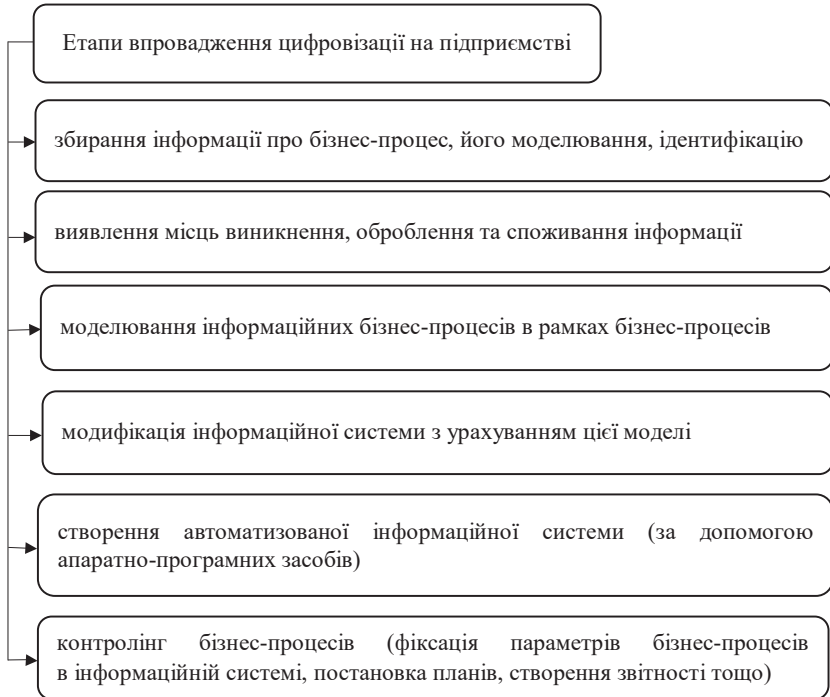 Етапи впровадження цифровізації на підприємстві
збирання інформації про бізнес-процес, його моделювання, ідентифікацію
виявлення місць виникнення, оброблення та споживання інформації
моделювання інформаційних бізнес-процесів в рамках бізнес-процесів
модифікація інформаційної системи з урахуванням цієї моделі
створення автоматизованої інформаційної системи (за допомогою
апаратно-програмних засобів)
контролінг бізнес-процесів (фіксація параметрів бізнес-процесів
в інформаційній системі, постановка планів, створення звітності тощо)